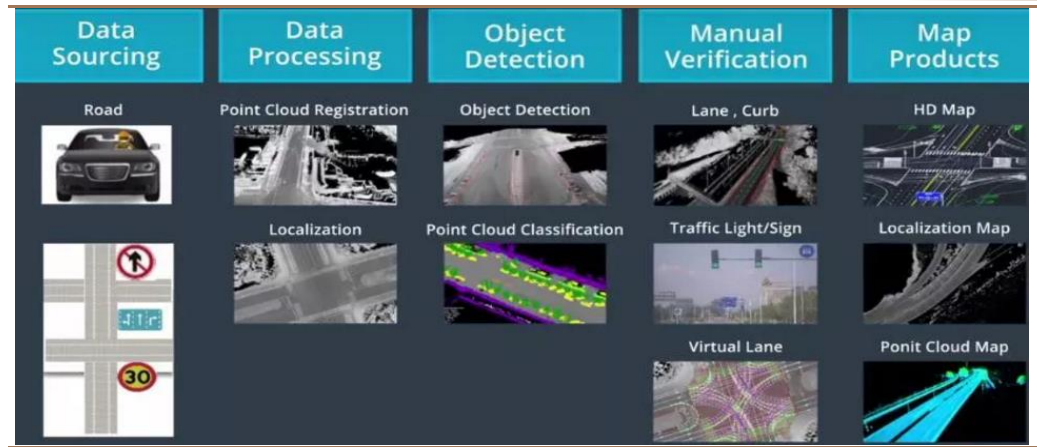 Data
Sourcing
Data
Processing
Object
Detection
Manual
Verification
Map
Products
Road
Point Cloud Registration
Object Detection
Lane , Curb
HD Map
Localization
Point Cloud Classification
Traffic Light/Sign
Localization Map
30
Virtual Lane
Ponit Cloud Map